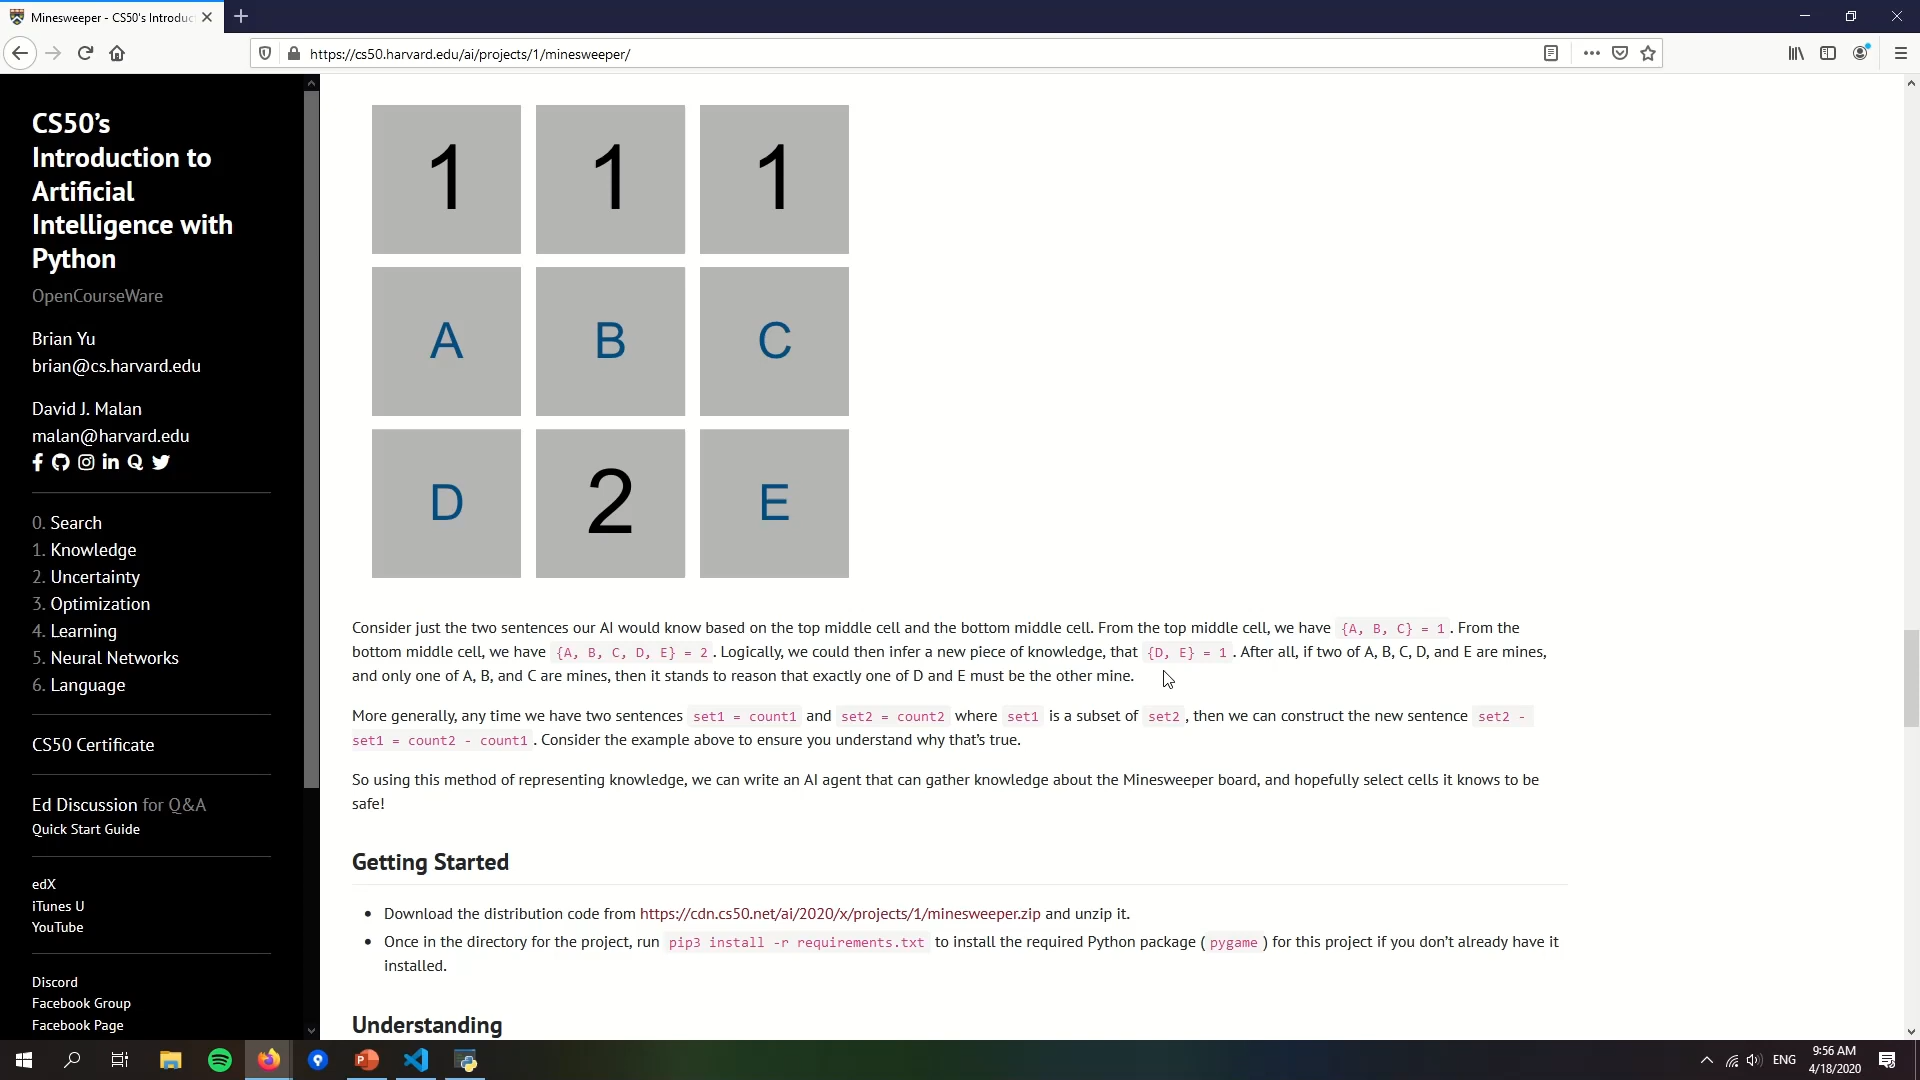 Minesweeper - CS50's Introduc
https://cs50.harvard.edu/ai/projects/1/minesweeper/
CS50’s
Introduction to
Artificial
Intelligence with
Python
OpenCourseWare
Brian Yu
brian@cs.harvard.edu
David J. Malan
malan@harvard.edu
0. Search
1. Knowledge
2. Uncertainty
3. Optimization
4. Learning
5. Neural Networks
6. Language
CS50 Certificate
Ed Discussion for Q&A
Quick Start Guide
edX
iTunes U
YouTube
Discord
Facebook Group
Facebook Page
1 1 1
A B C
D 2 E
Consider just the two sentences our AI would know based on the top middle cell and the bottom middle cell. From the top middle cell, we have {A, B, C} = 1. From the
bottom middle cell, we have {A, B, C, D, E} = 2. Logically, we could then infer a new piece of knowledge, that {D, E} = 1. After all, if two of A, B, C, D, and E are mines,
and only one of A, B, and C are mines, then it stands to reason that exactly one of D and E must be the other mine.
More generally, any time we have two sentences set1 = count1 and set2 = count2 where set1 is a subset of set2, then we can construct the new sentence set2 -
set1 = count2 - count1. Consider the example above to ensure you understand why that’s true.
So using this method of representing knowledge, we can write an AI agent that can gather knowledge about the Minesweeper board, and hopefully select cells it knows to be
safe!
Getting Started
• Download the distribution code from https://cdn.cs50.net/ai/2020/x/projects/1/minesweeper.zip and unzip it.
• Once in the directory for the project, run pip3 install -r requirements.txt to install the required Python package (pygame) for this project if you don’t already have it
installed.
Understanding
ENG
9:56 AM
4/18/2020